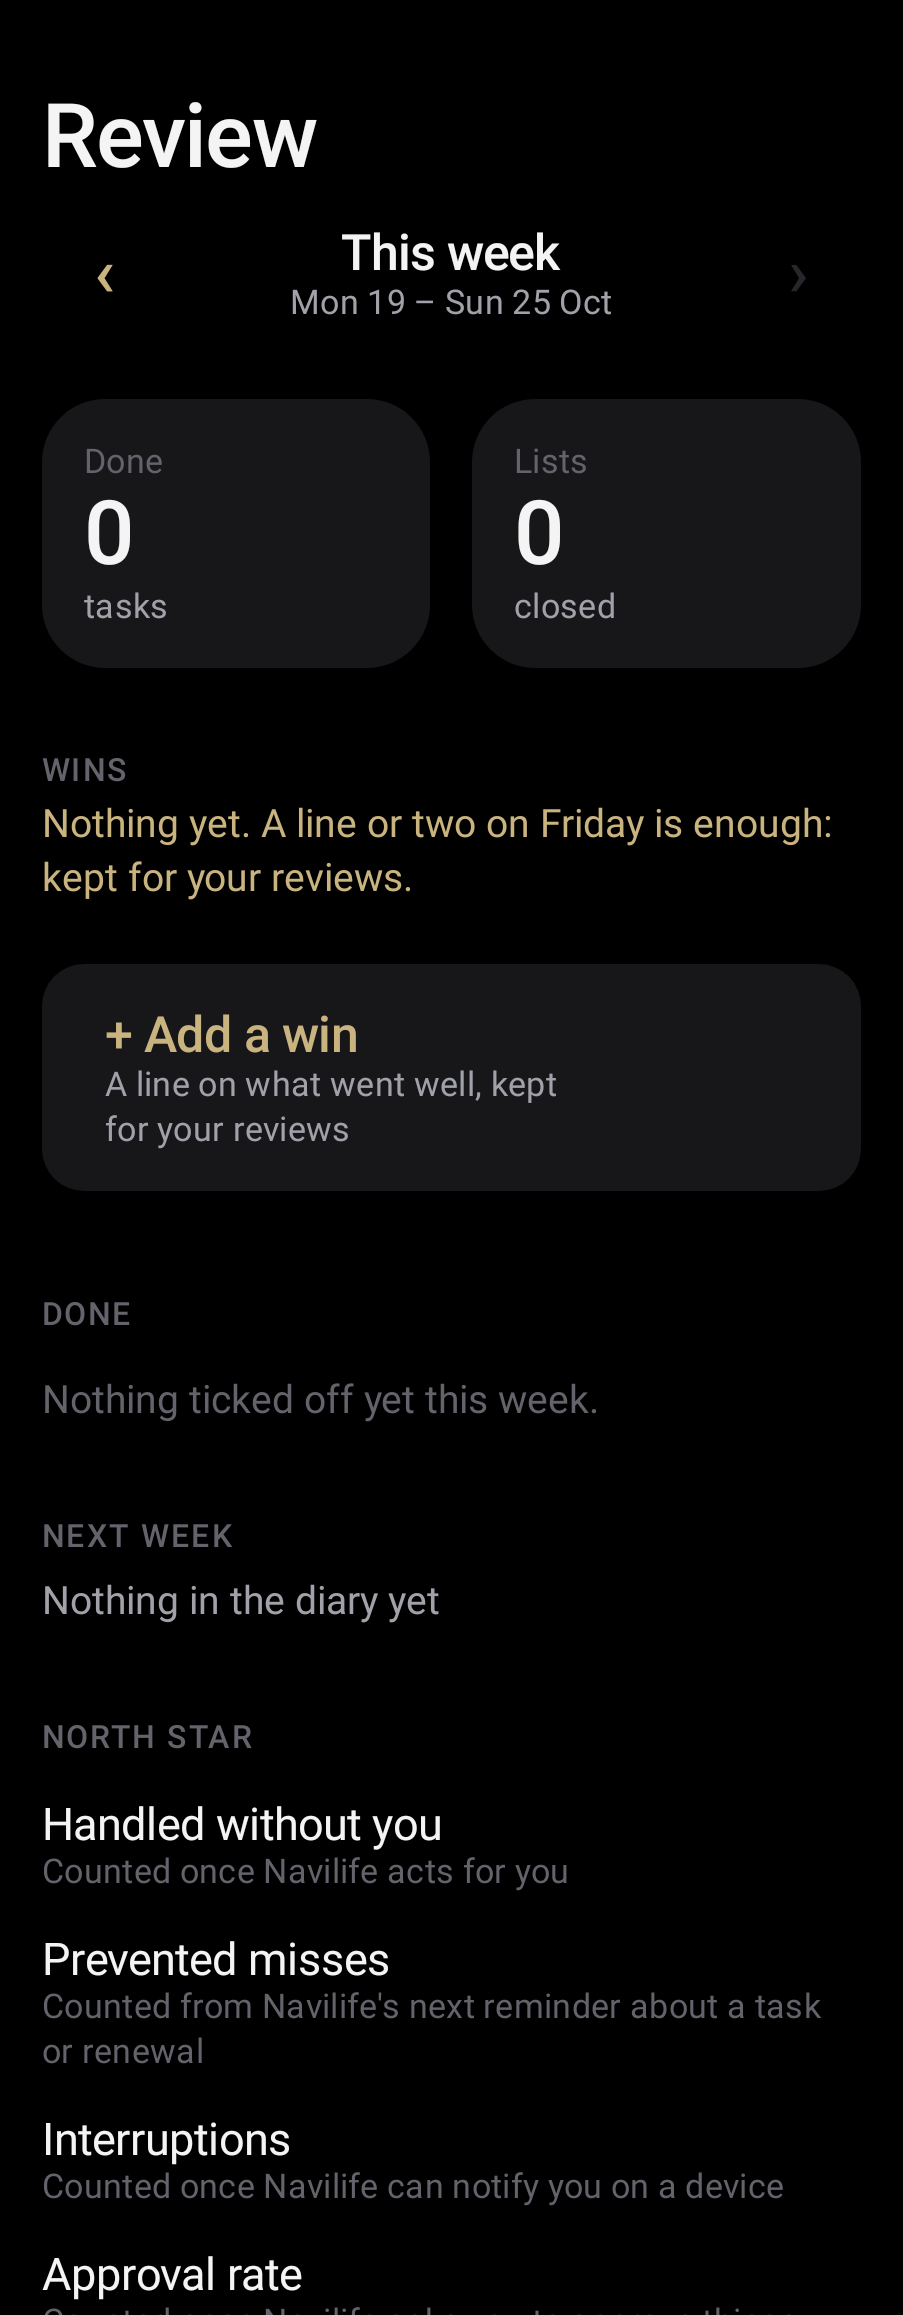 Review
‹ This week ›
Mon 19 – Sun 25 Oct
Done
0
tasks
Lists
0
closed
WINS
Nothing yet. A line or two on Friday is enough:
kept for your reviews.
+ Add a win
A line on what went well, kept
for your reviews
DONE
Nothing ticked off yet this week.
NEXT WEEK
Nothing in the diary yet
NORTH STAR
Handled without you
Counted once Navilife acts for you
Prevented misses
Counted from Navilife's next reminder about a task
or renewal
Interruptions
Counted once Navilife can notify you on a device
Approval rate